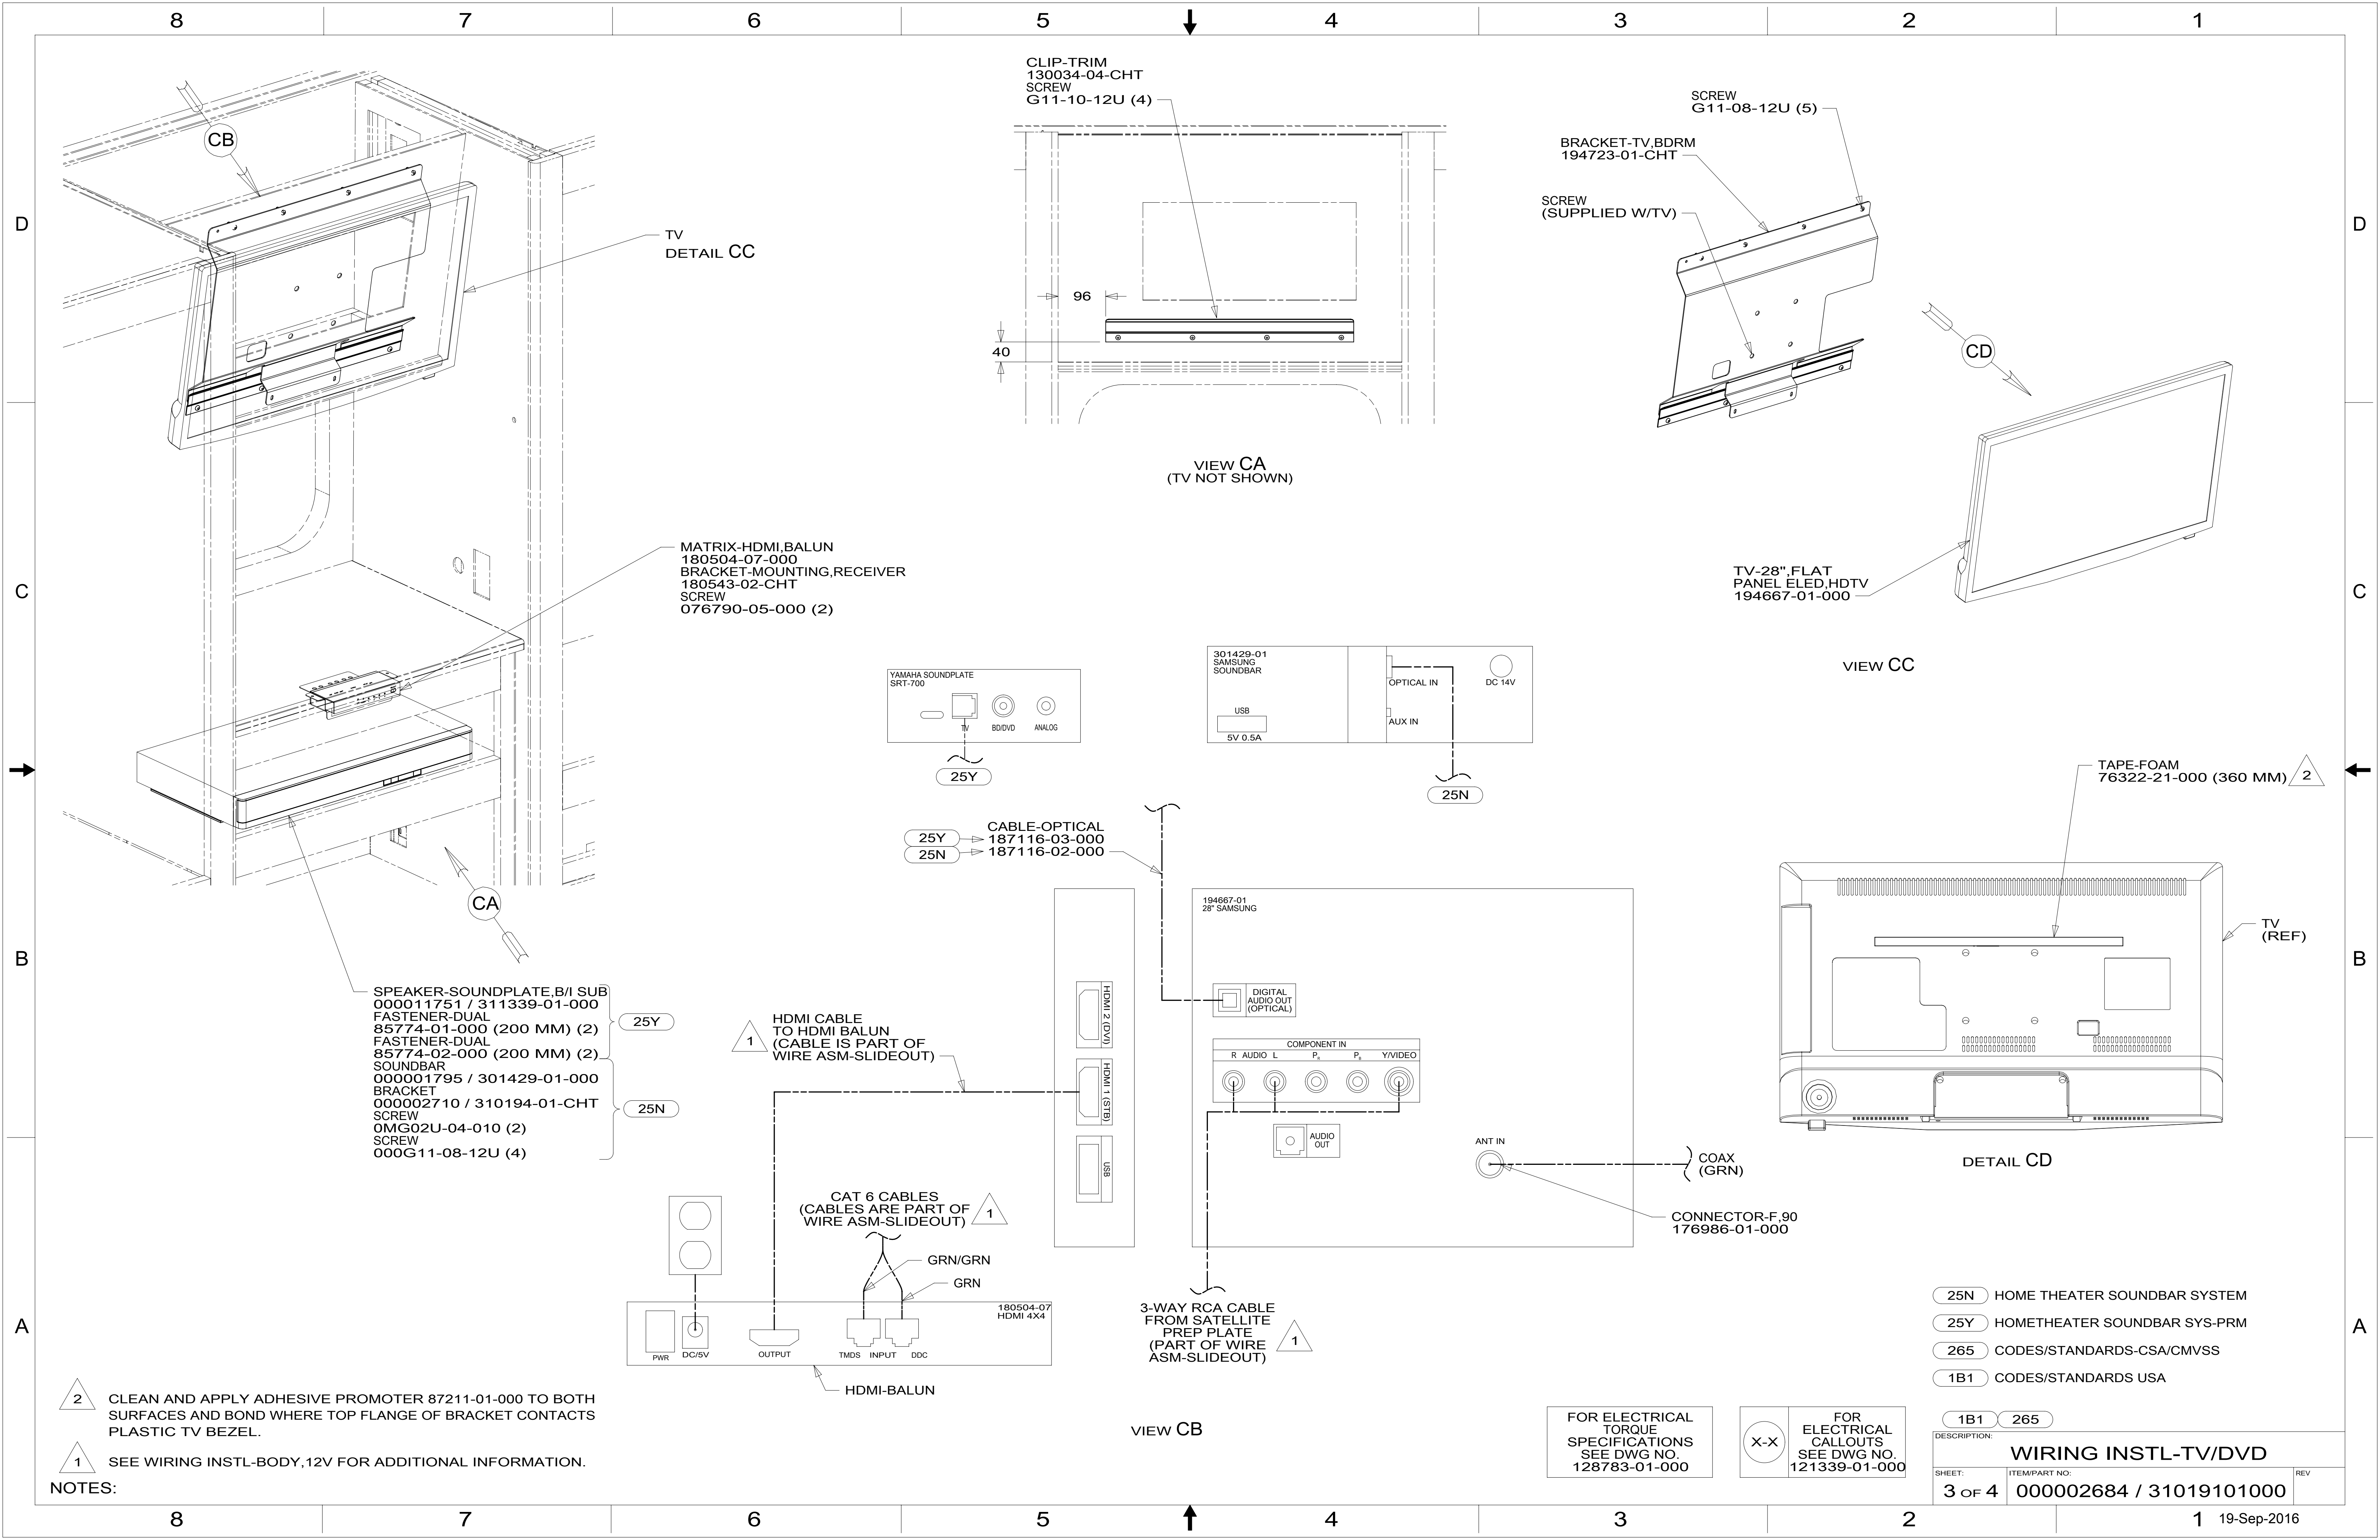 8 7 6 5 4 3 2 1
D
C
B
A
D
C
B
A
CB
TV
DETAIL CC
CLIP-TRIM
130034-04-CHT
SCREW
G11-10-12U (4)
96
40
VIEW CA
(TV NOT SHOWN)
SCREW
G11-08-12U (5)
BRACKET-TV,BDRM
194723-01-CHT
SCREW
(SUPPLIED W/TV)
CD
TV-28",FLAT
PANEL ELED,HDTV
194667-01-000
VIEW CC
MATRIX-HDMI,BALUN
180504-07-000
BRACKET-MOUNTING,RECEIVER
180543-02-CHT
SCREW
076790-05-000 (2)
YAMAHA SOUNDPLATE
SRT-700
TV BD/DVD ANALOG
25Y
301429-01
SAMSUNG
SOUNDBAR
OPTICAL IN
DC 14V
USB
AUX IN
5V 0.5A
25N
TAPE-FOAM
76322-21-000 (360 MM) 2
TV
(REF)
DETAIL CD
CABLE-OPTICAL
25Y 187116-03-000
25N 187116-02-000
CA
SPEAKER-SOUNDPLATE,B/I SUB
000011751 / 311339-01-000
FASTENER-DUAL
85774-01-000 (200 MM) (2)
FASTENER-DUAL
85774-02-000 (200 MM) (2)
25Y
SOUNDBAR
000001795 / 301429-01-000
BRACKET
000002710 / 310194-01-CHT
SCREW
0MG02U-04-010 (2)
SCREW
000G11-08-12U (4)
25N
1
HDMI CABLE
TO HDMI BALUN
(CABLE IS PART OF
WIRE ASM-SLIDEOUT)
HDMI 2 (DVI)
HDMI 1 (STB)
USB
194667-01
28" SAMSUNG
DIGITAL
AUDIO OUT
(OPTICAL)
COMPONENT IN
R AUDIO L PR PB Y/VIDEO
AUDIO
OUT
ANT IN
COAX
(GRN)
CONNECTOR-F,90
176986-01-000
CAT 6 CABLES
(CABLES ARE PART OF
WIRE ASM-SLIDEOUT)
1
GRN/GRN
GRN
180504-07
HDMI 4X4
PWR DC/5V OUTPUT TMDS INPUT DDC
HDMI-BALUN
3-WAY RCA CABLE
FROM SATELLITE
PREP PLATE
(PART OF WIRE
ASM-SLIDEOUT)
1
VIEW CB
25N HOME THEATER SOUNDBAR SYSTEM
25Y HOMETHEATER SOUNDBAR SYS-PRM
265 CODES/STANDARDS-CSA/CMVSS
1B1 CODES/STANDARDS USA
2 CLEAN AND APPLY ADHESIVE PROMOTER 87211-01-000 TO BOTH
SURFACES AND BOND WHERE TOP FLANGE OF BRACKET CONTACTS
PLASTIC TV BEZEL.
1 SEE WIRING INSTL-BODY,12V FOR ADDITIONAL INFORMATION.
NOTES:
FOR ELECTRICAL
TORQUE
SPECIFICATIONS
SEE DWG NO.
128783-01-000
X-X
FOR
ELECTRICAL
CALLOUTS
SEE DWG NO.
121339-01-000
1B1 265
DESCRIPTION:
WIRING INSTL-TV/DVD
SHEET:
3 OF 4
ITEM/PART NO:
000002684 / 31019101000
REV
8 7 6 5 4 3 2 1
19-Sep-2016